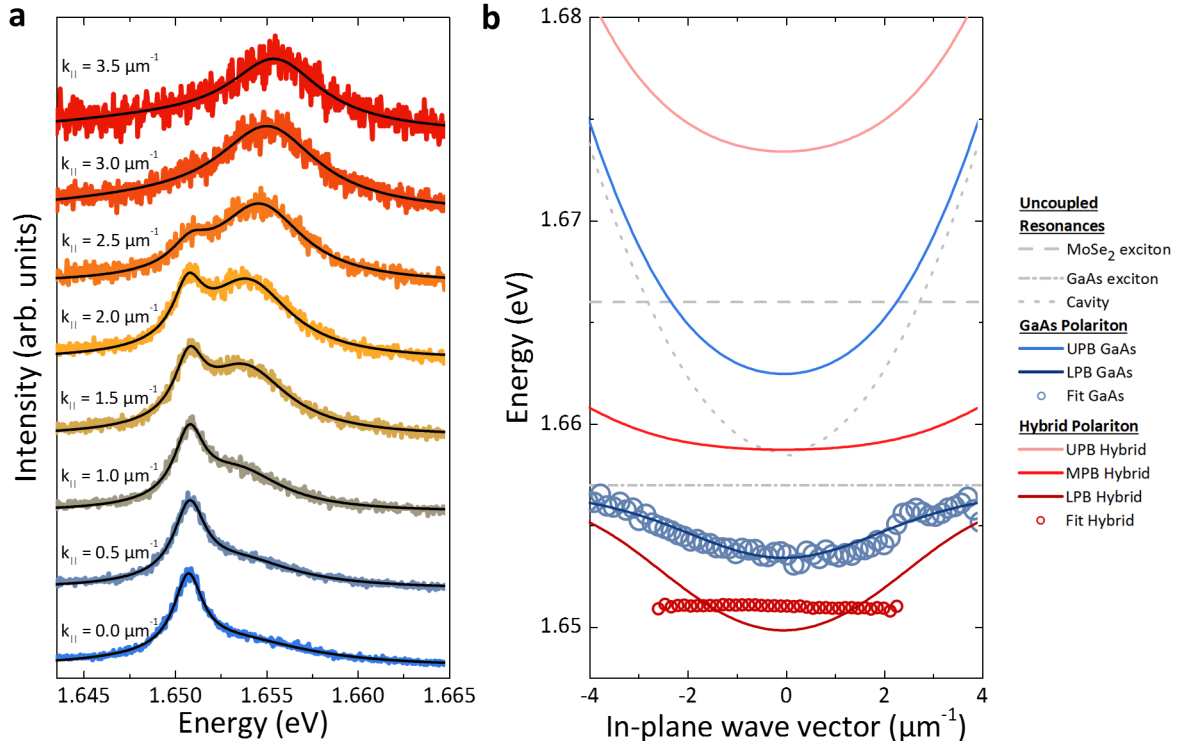 a
k|| = 3.5 μm⁻¹
k|| = 3.0 μm⁻¹
k|| = 2.5 μm⁻¹
k|| = 2.0 μm⁻¹
k|| = 1.5 μm⁻¹
k|| = 1.0 μm⁻¹
k|| = 0.5 μm⁻¹
k|| = 0.0 μm⁻¹
Intensity (arb. units)
1.645 1.650 1.655 1.660 1.665
Energy (eV)
b
1.68
1.67
1.66
1.65
Energy (eV)
-4 -2 0 2 4
In-plane wave vector (μm⁻¹)
Uncoupled
Resonances
MoSe₂ exciton
GaAs exciton
Cavity
GaAs Polariton
UPB GaAs
LPB GaAs
Fit GaAs
Hybrid Polariton
UPB Hybrid
MPB Hybrid
LPB Hybrid
Fit Hybrid